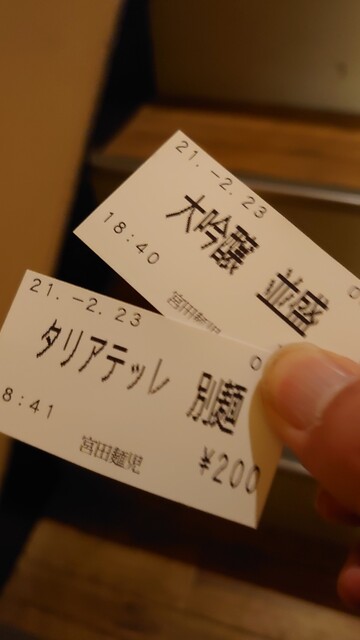 21.-2.23
大吟醸 並盛
18:40
宮田麺児
21.-2.23
タリアテッレ 別麺
8:41
宮田麺児
¥200